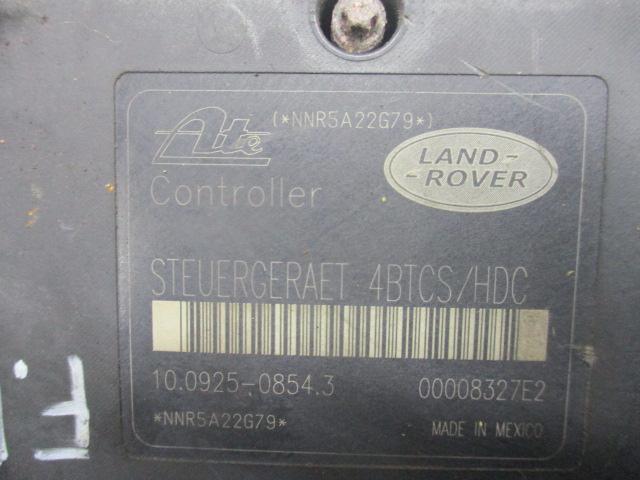 (*NNR5A22G79*)
Ate
LAND-
-ROVER
Controller
STEUERGERAET 4BTCS/HDC
10.0925-0854.3 00008327E2
*NNR5A22G79* MADE IN MEXICO